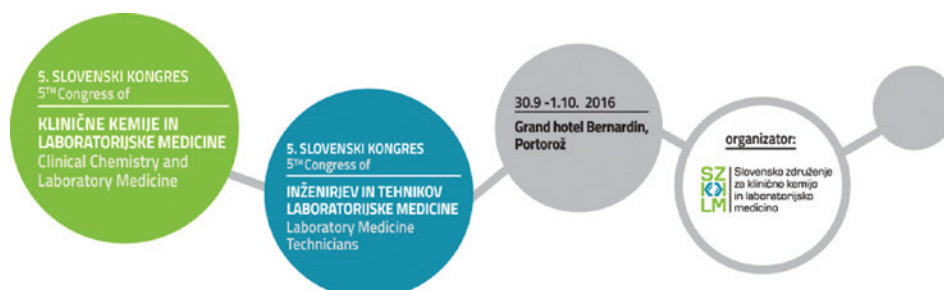 5. SLOVENSKI KONGRES
5TH Congress of
KLINIČNE KEMIJE IN
LABORATORIJSKE MEDICINE
Clinical Chemistry and
Laboratory Medicine
5. SLOVENSKI KONGRES
5TH Congress of
INŽENIRJEV IN TEHNIKOV
LABORATORIJSKE MEDICINE
Laboratory Medicine
Technicians
30.9 -1.10. 2016
Grand hotel Bernardin,
Portorož
organizator:
SZ
K K
LM
Slovensko združenje
za klinično kemijo
in laboratorijsko
medicino